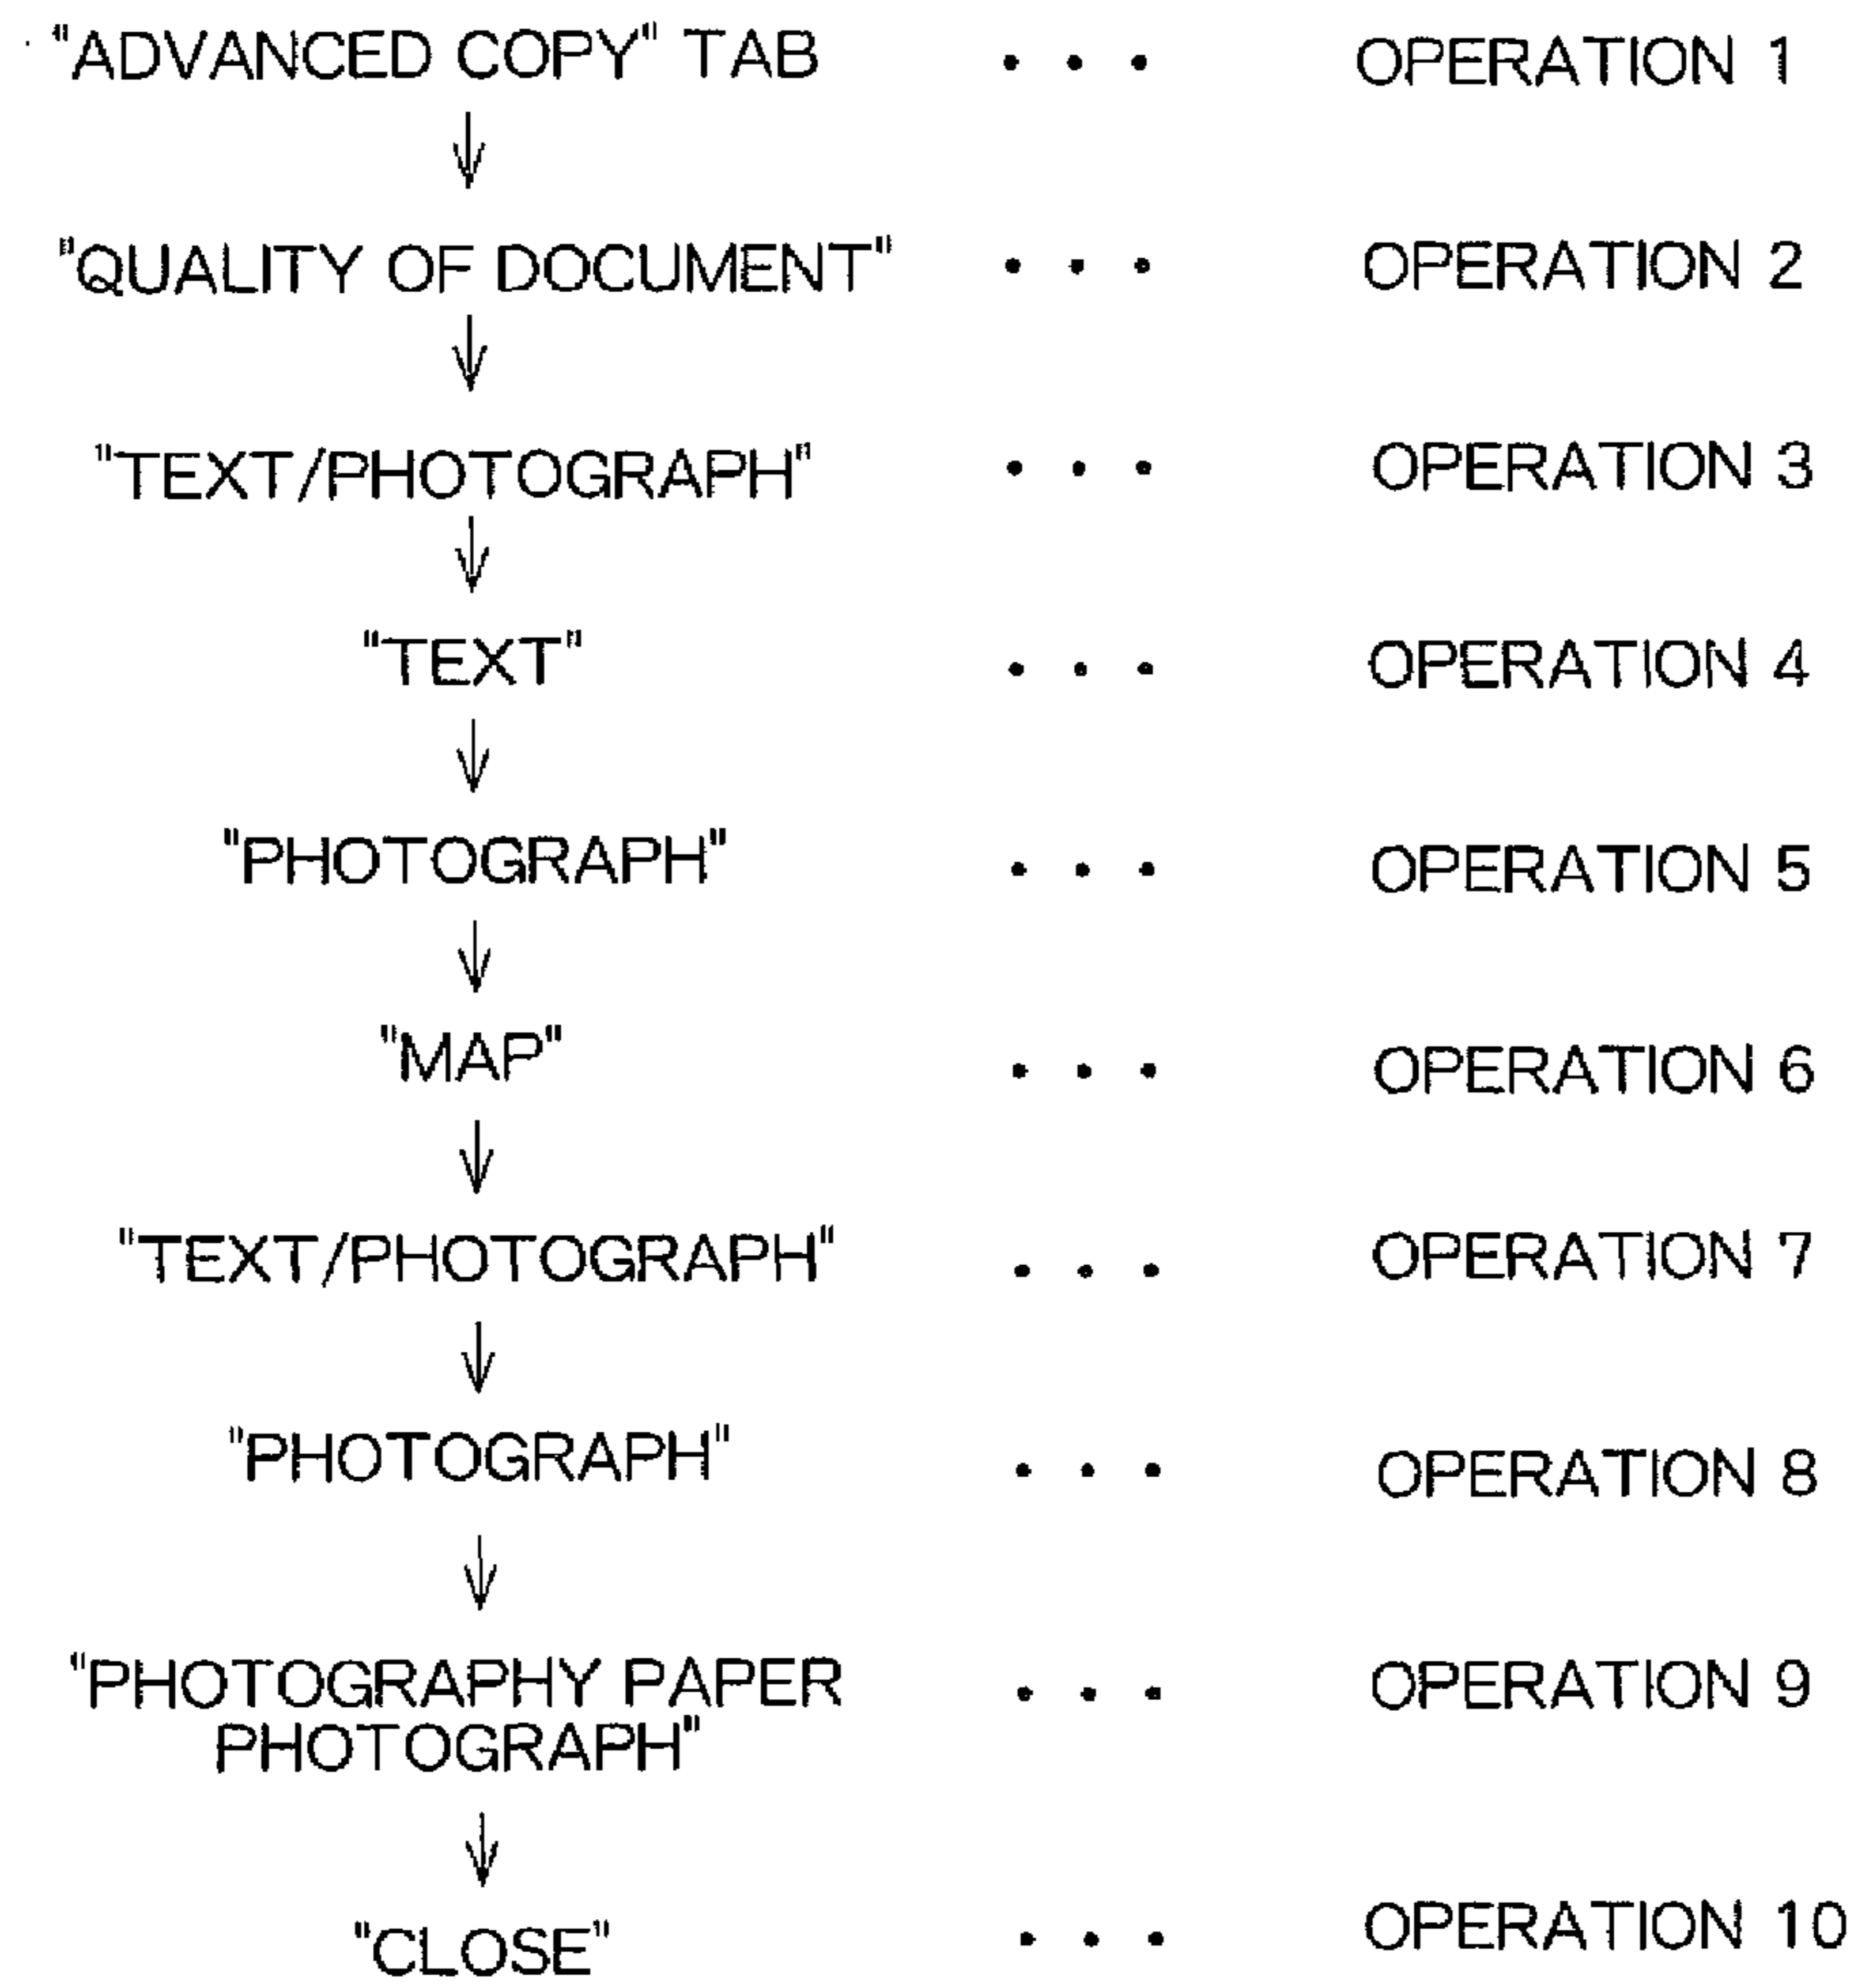 "ADVANCED COPY" TAB ... OPERATION 1
↓
"QUALITY OF DOCUMENT" ... OPERATION 2
↓
"TEXT/PHOTOGRAPH" ... OPERATION 3
↓
"TEXT" ... OPERATION 4
↓
"PHOTOGRAPH" ... OPERATION 5
↓
"MAP" ... OPERATION 6
↓
"TEXT/PHOTOGRAPH" ... OPERATION 7
↓
"PHOTOGRAPH" ... OPERATION 8
↓
"PHOTOGRAPHY PAPER ... OPERATION 9
PHOTOGRAPH"
↓
"CLOSE" ... OPERATION 10